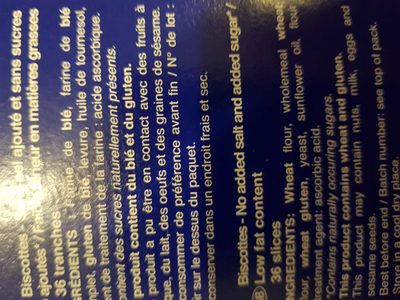 Biscottes - sel ajouté et sans sucres
ajoutés / en matières grasses
36 tranches
INGRÉDIENTS : de blé, farine de blé
gluten de blé, levure, huile de tournesol,
de traitement de la farine : acide ascorbique.
des sucres naturellement présents.
produit contient du blé et du gluten.
produit a pu être en contact avec des fruits à
du lait, des oeufs et des graines de sésame.
consommer de préférence avant fin / N° de lot :
sur le dessus du paquet.
conserver dans un endroit frais et sec.
Biscottes - No added salt and added sugar /
Low fat content
36 slices
INGREDIENTS: Wheat flour, wholemeal wheat
wheat gluten, yeast, sunflower oil, flour
treatment agent: ascorbic acid.
Contains naturally occuring sugars.
This product contains wheat and gluten.
This product may contain nuts, milk, eggs and
sesame seeds.
Best before end / Batch number: see top of pack.
Store in a cool dry place.